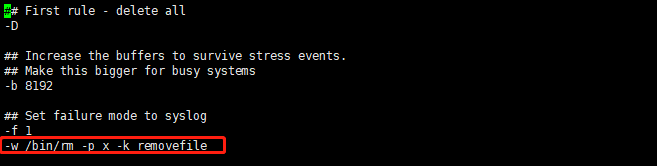 ## First rule - delete all
-D
## Increase the buffers to survive stress events.
## Make this bigger for busy systems
-b 8192
## Set failure mode to syslog
-f 1
-w /bin/rm -p x -k removefile